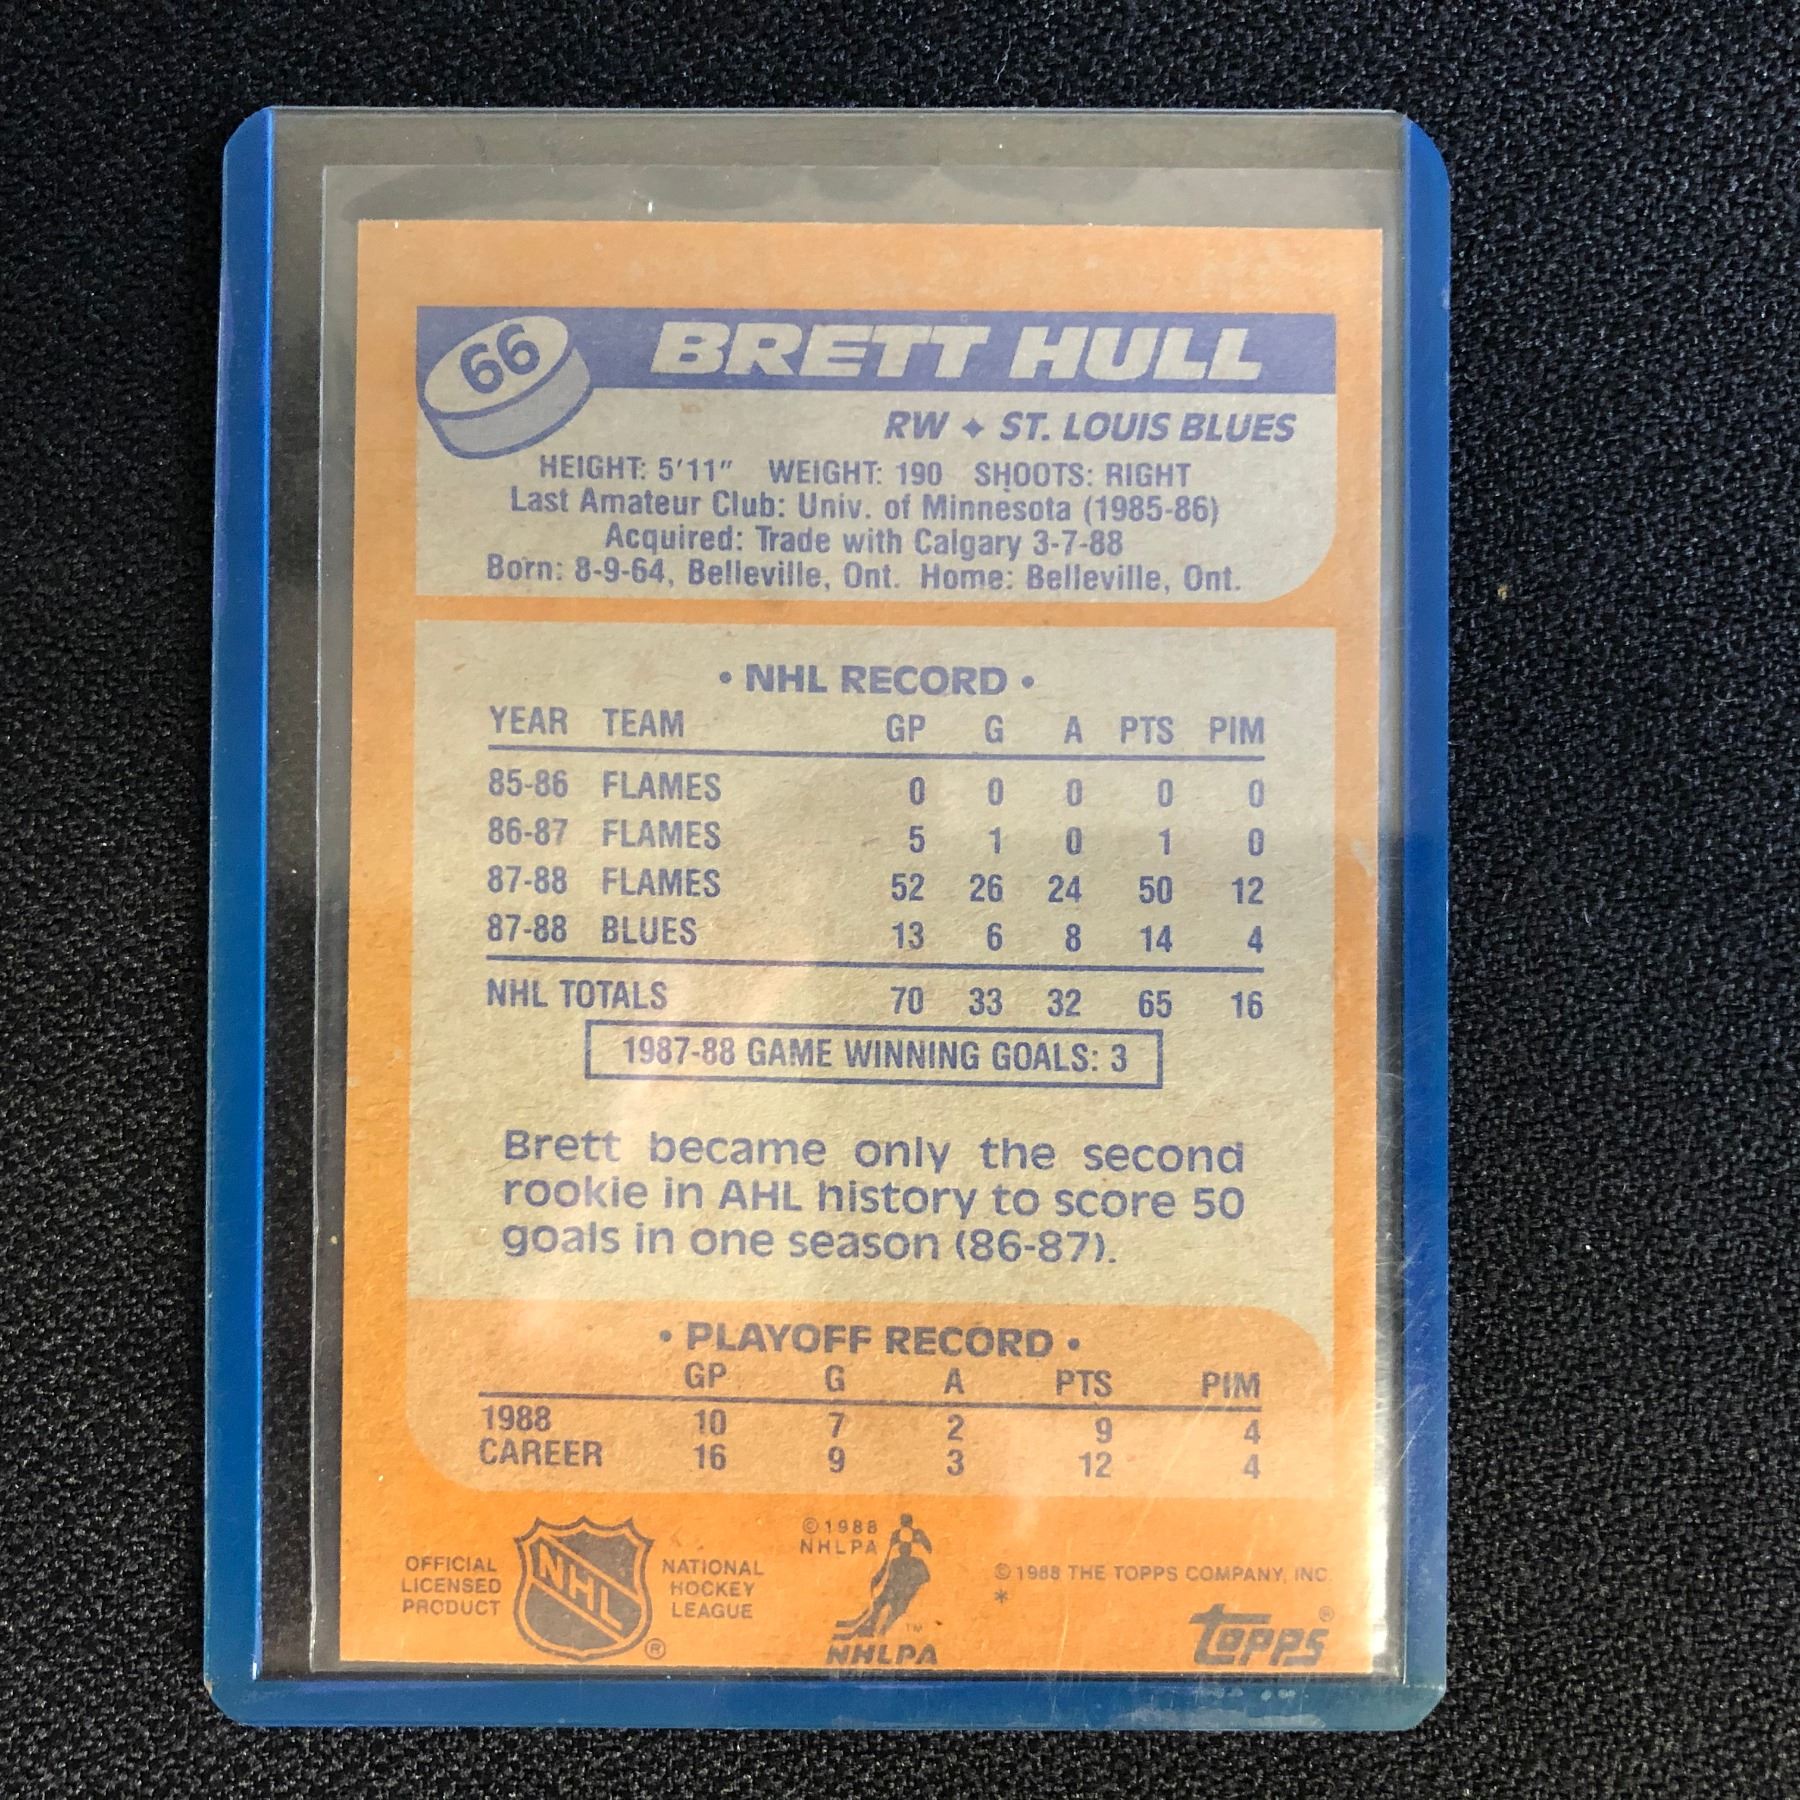 66
BRETT HULL
RW ✦ ST. LOUIS BLUES
HEIGHT: 5'11" WEIGHT: 190 SHOOTS: RIGHT
Last Amateur Club: Univ. of Minnesota (1985-86)
Acquired: Trade with Calgary 3-7-88
Born: 8-9-64, Belleville, Ont. Home: Belleville, Ont.
• NHL RECORD •
YEAR TEAM GP G A PTS PIM
85-86 FLAMES 0 0 0 0 0
86-87 FLAMES 5 1 0 1 0
87-88 FLAMES 52 26 24 50 12
87-88 BLUES 13 6 8 14 4
NHL TOTALS 70 33 32 65 16
1987-88 GAME WINNING GOALS: 3
Brett became only the second
rookie in AHL history to score 50
goals in one season (86-87).
• PLAYOFF RECORD •
GP G A PTS PIM
1988 10 7 2 9 4
CAREER 16 9 3 12 4
OFFICIAL
LICENSED
PRODUCT
NHL
®
NATIONAL
HOCKEY
LEAGUE
©1988
NHLPA
TM
NHLPA
©1988 THE TOPPS COMPANY, INC.
*
topps®